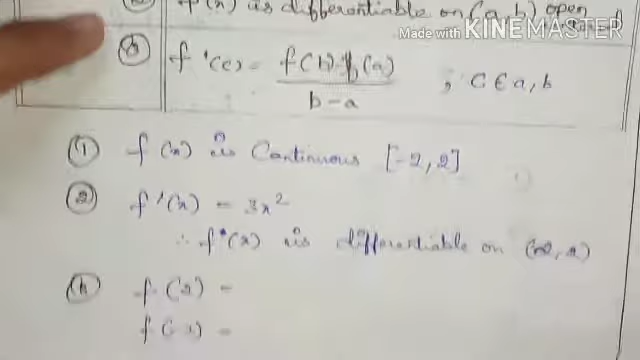 f(x) is differentiable on (a, b) open
Made with KINEMASTER
③ f'(c) = f(b) - f(a) / b - a ; C ∈ a, b
① f(x) is Continuous [-2, 2]
② f'(x) = 3x²
∴ f'(x) is differentiable on (-2, 2)
f(2) =
f(-2) =